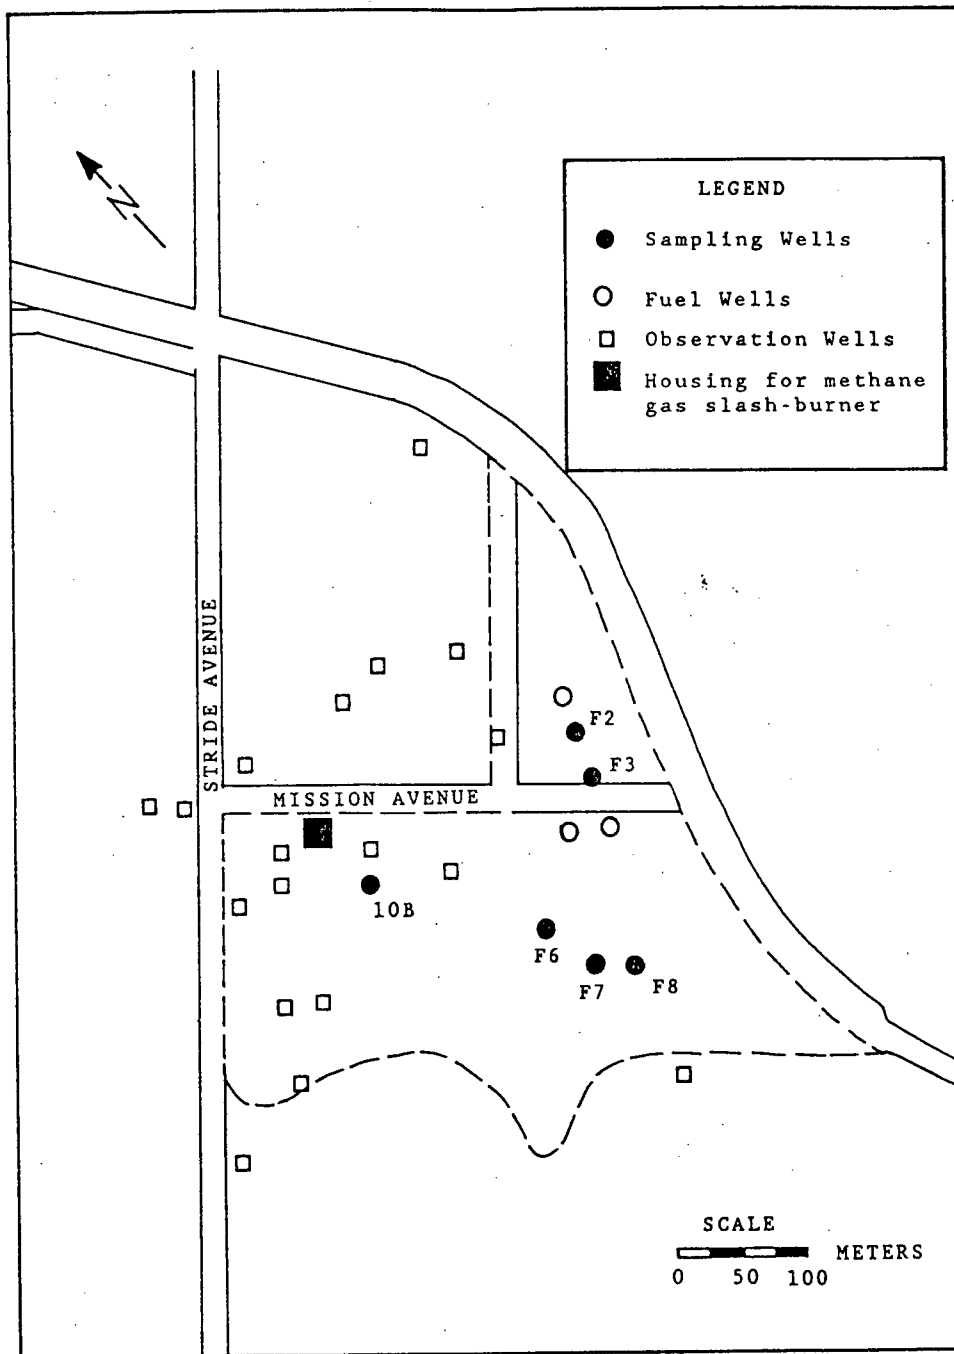 N
LEGEND
Sampling Wells
Fuel Wells
Observation Wells
Housing for methane
gas slash-burner
STRIDE AVENUE
F2
F3
MISSION AVENUE
10B
F6
F7
F8
SCALE
METERS
0 50 100